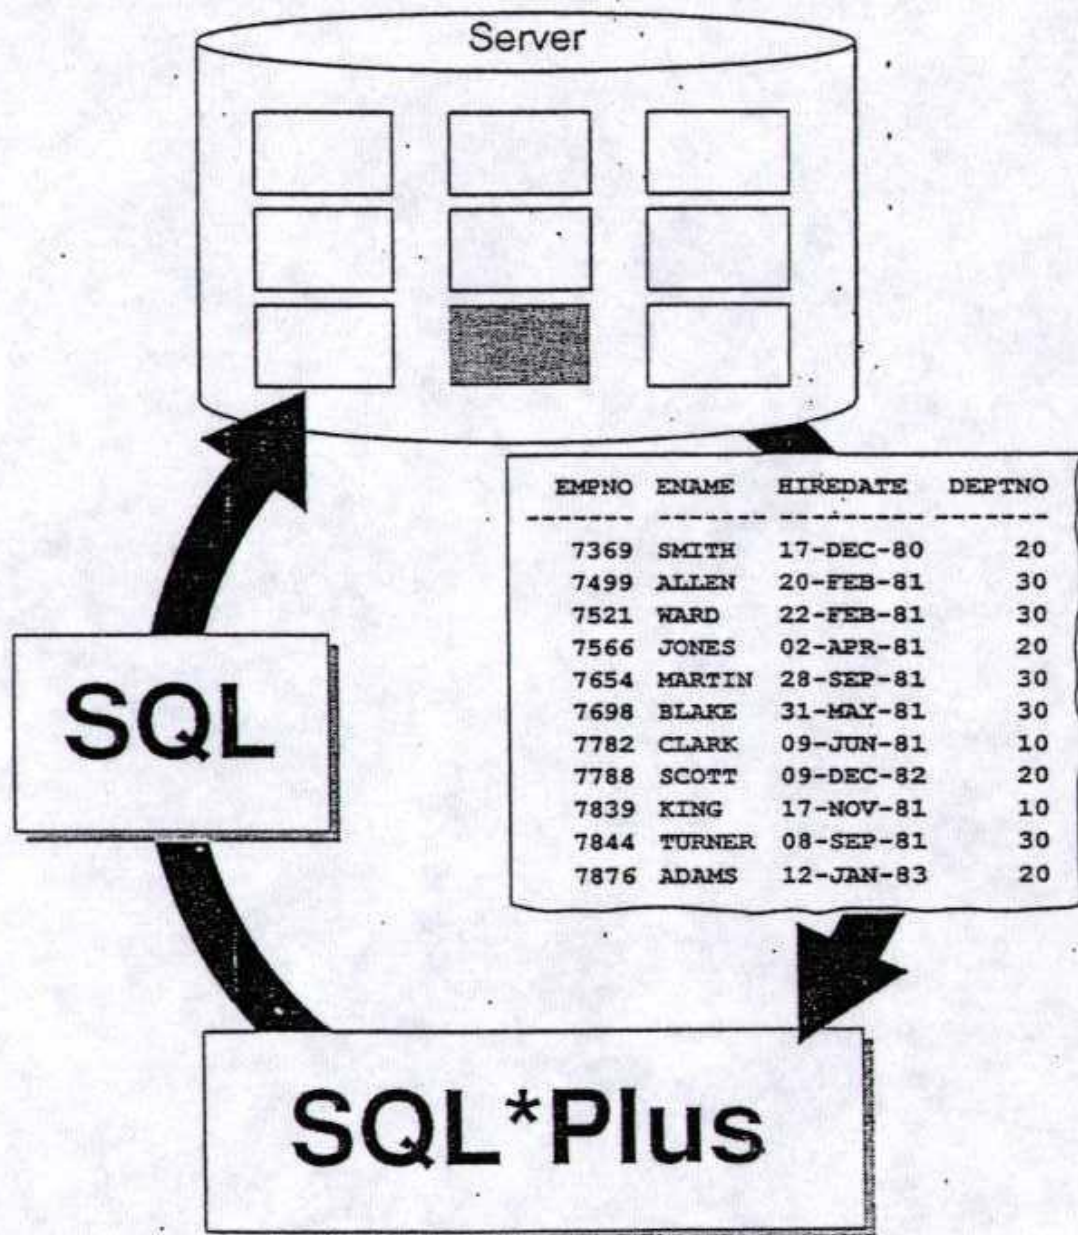 Server
EMPNO ENAME HIREDATE DEPTNO
------- ---------- --------- -------
7369 SMITH 17-DEC-80 20
7499 ALLEN 20-FEB-81 30
7521 WARD 22-FEB-81 30
7566 JONES 02-APR-81 20
7654 MARTIN 28-SEP-81 30
7698 BLAKE 31-MAY-81 30
7782 CLARK 09-JUN-81 10
7788 SCOTT 09-DEC-82 20
7839 KING 17-NOV-81 10
7844 TURNER 08-SEP-81 30
7876 ADAMS 12-JAN-83 20
SQL
SQL*Plus